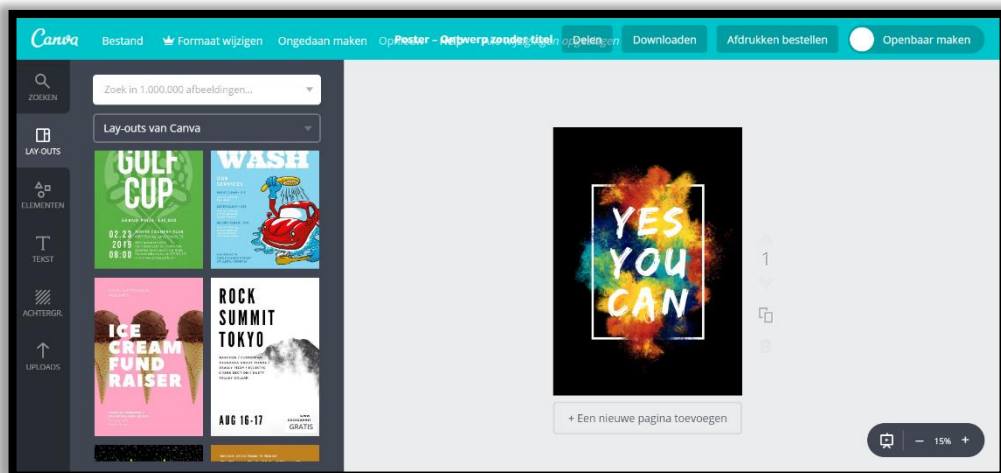 Canva
Bestand
Formaat wijzigen
Ongedaan maken
Poster – Ontwerp zonder titel
Delen
Downloaden
Afdrukken bestellen
Openbaar maken
ZOEKEN
LAY-OUTS
ELEMENTEN
TEKST
ACHTERGR.
UPLOADS
Zoek in 1.000.000 afbeeldingen...
Lay-outs van Canva
GOLF
CUP
02.23
2019
08:00
WASH
OUR
SERVICES
ICE
CREAM
FUND
RAISER
ROCK
SUMMIT
TOKYO
AUG 16-17
GRATIS
YES
YOU
CAN
1
+ Een nieuwe pagina toevoegen
– 15% +